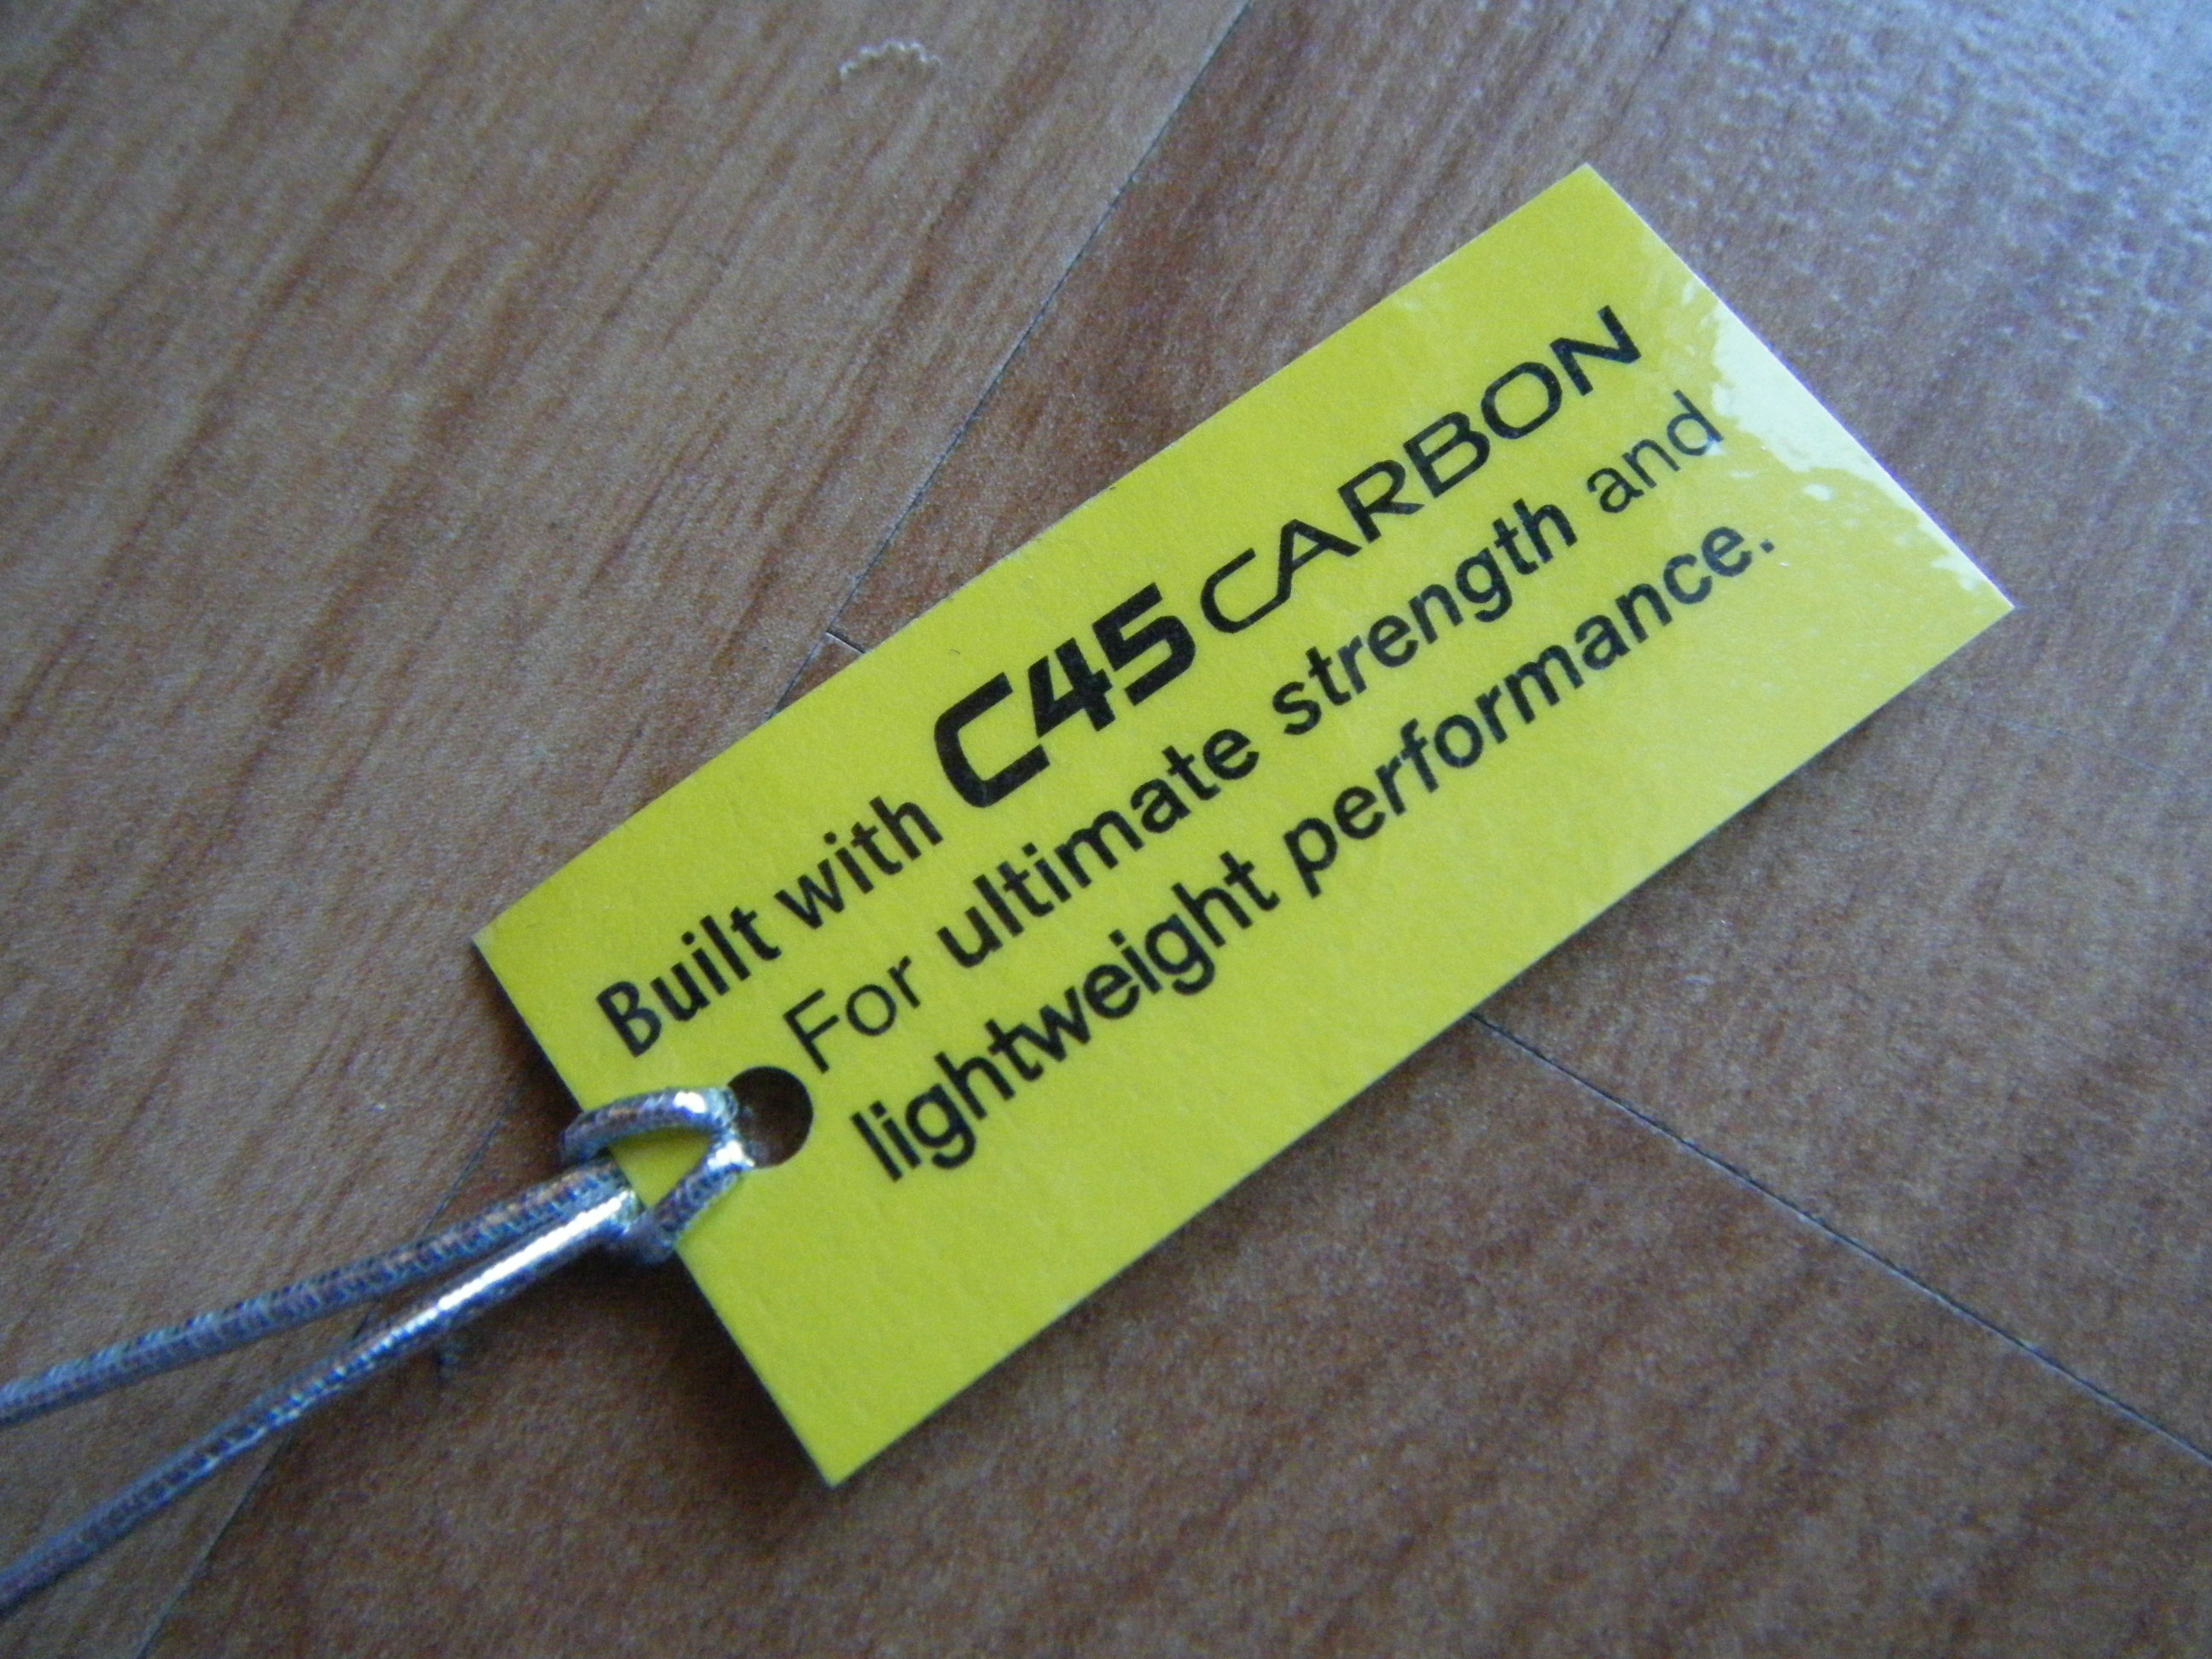 Built with C45 CARBON
For ultimate strength and
lightweight performance.